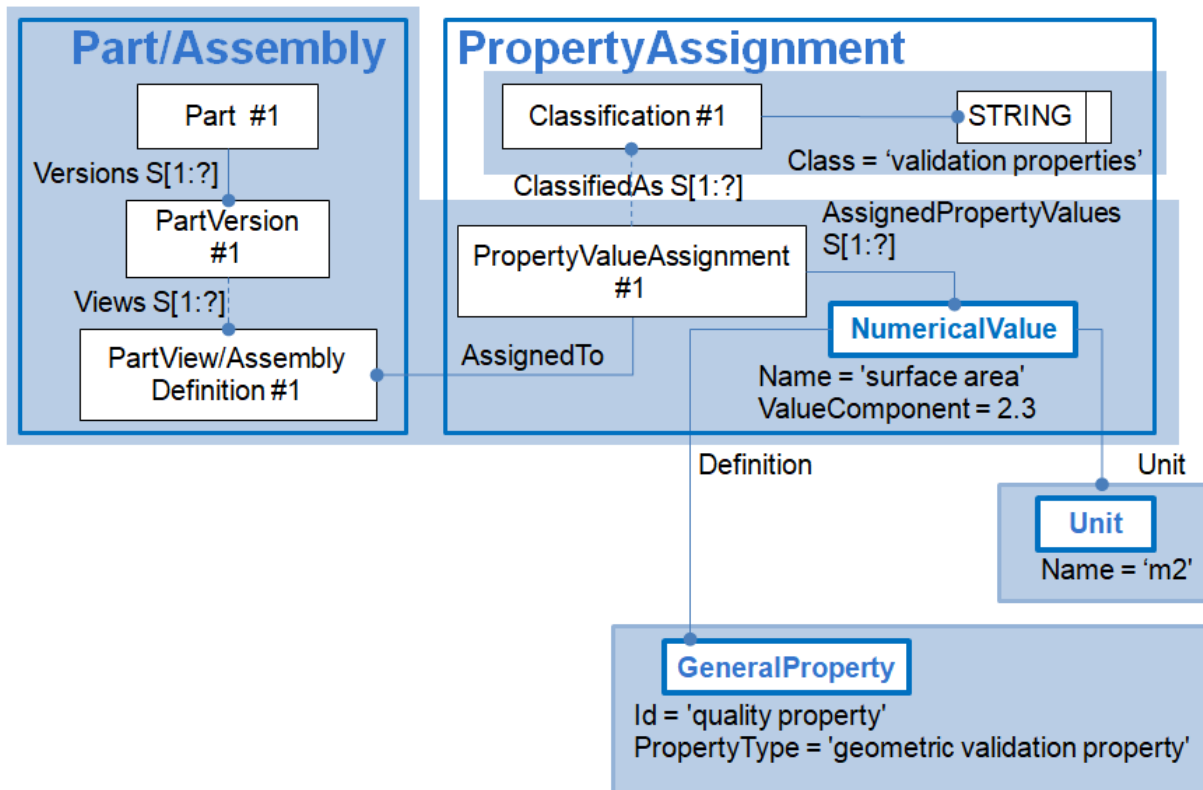 Part/Assembly
PropertyAssignment
Part #1
Classification #1
STRING
Class = ‘validation properties’
Versions S[1:?]
ClassifiedAs S[1:?]
PartVersion
#1
AssignedPropertyValues
S[1:?]
PropertyValueAssignment
#1
Views S[1:?]
NumericalValue
PartView/Assembly
Definition #1
AssignedTo
Name = 'surface area'
ValueComponent = 2.3
Definition
Unit
Unit
Name = ‘m2'
GeneralProperty
Id = 'quality property'
PropertyType = 'geometric validation property'